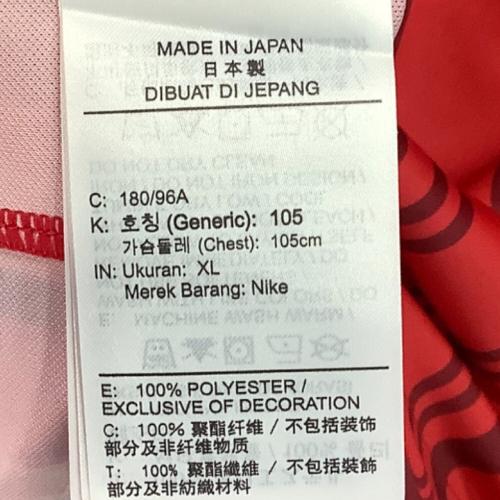 MADE IN JAPAN
日本製
DIBUAT DI JEPANG
C: 180/96A
K: 호칭 (Generic): 105
가슴둘레 (Chest): 105cm
IN: Ukuran: XL
Merek Barang: Nike
E: 100% POLYESTER /
EXCLUSIVE OF DECORATION
C: 100% 聚酯纤维 / 不包括装饰
部分及非纤维物质
T: 100% 聚酯纖維 / 不包括裝飾
部分及非紡織材料